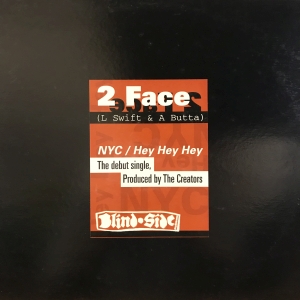 2 Face
(L Swift & A Butta)
NYC / Hey Hey Hey
The debut single.
Produced by The Creators
Blind-Side